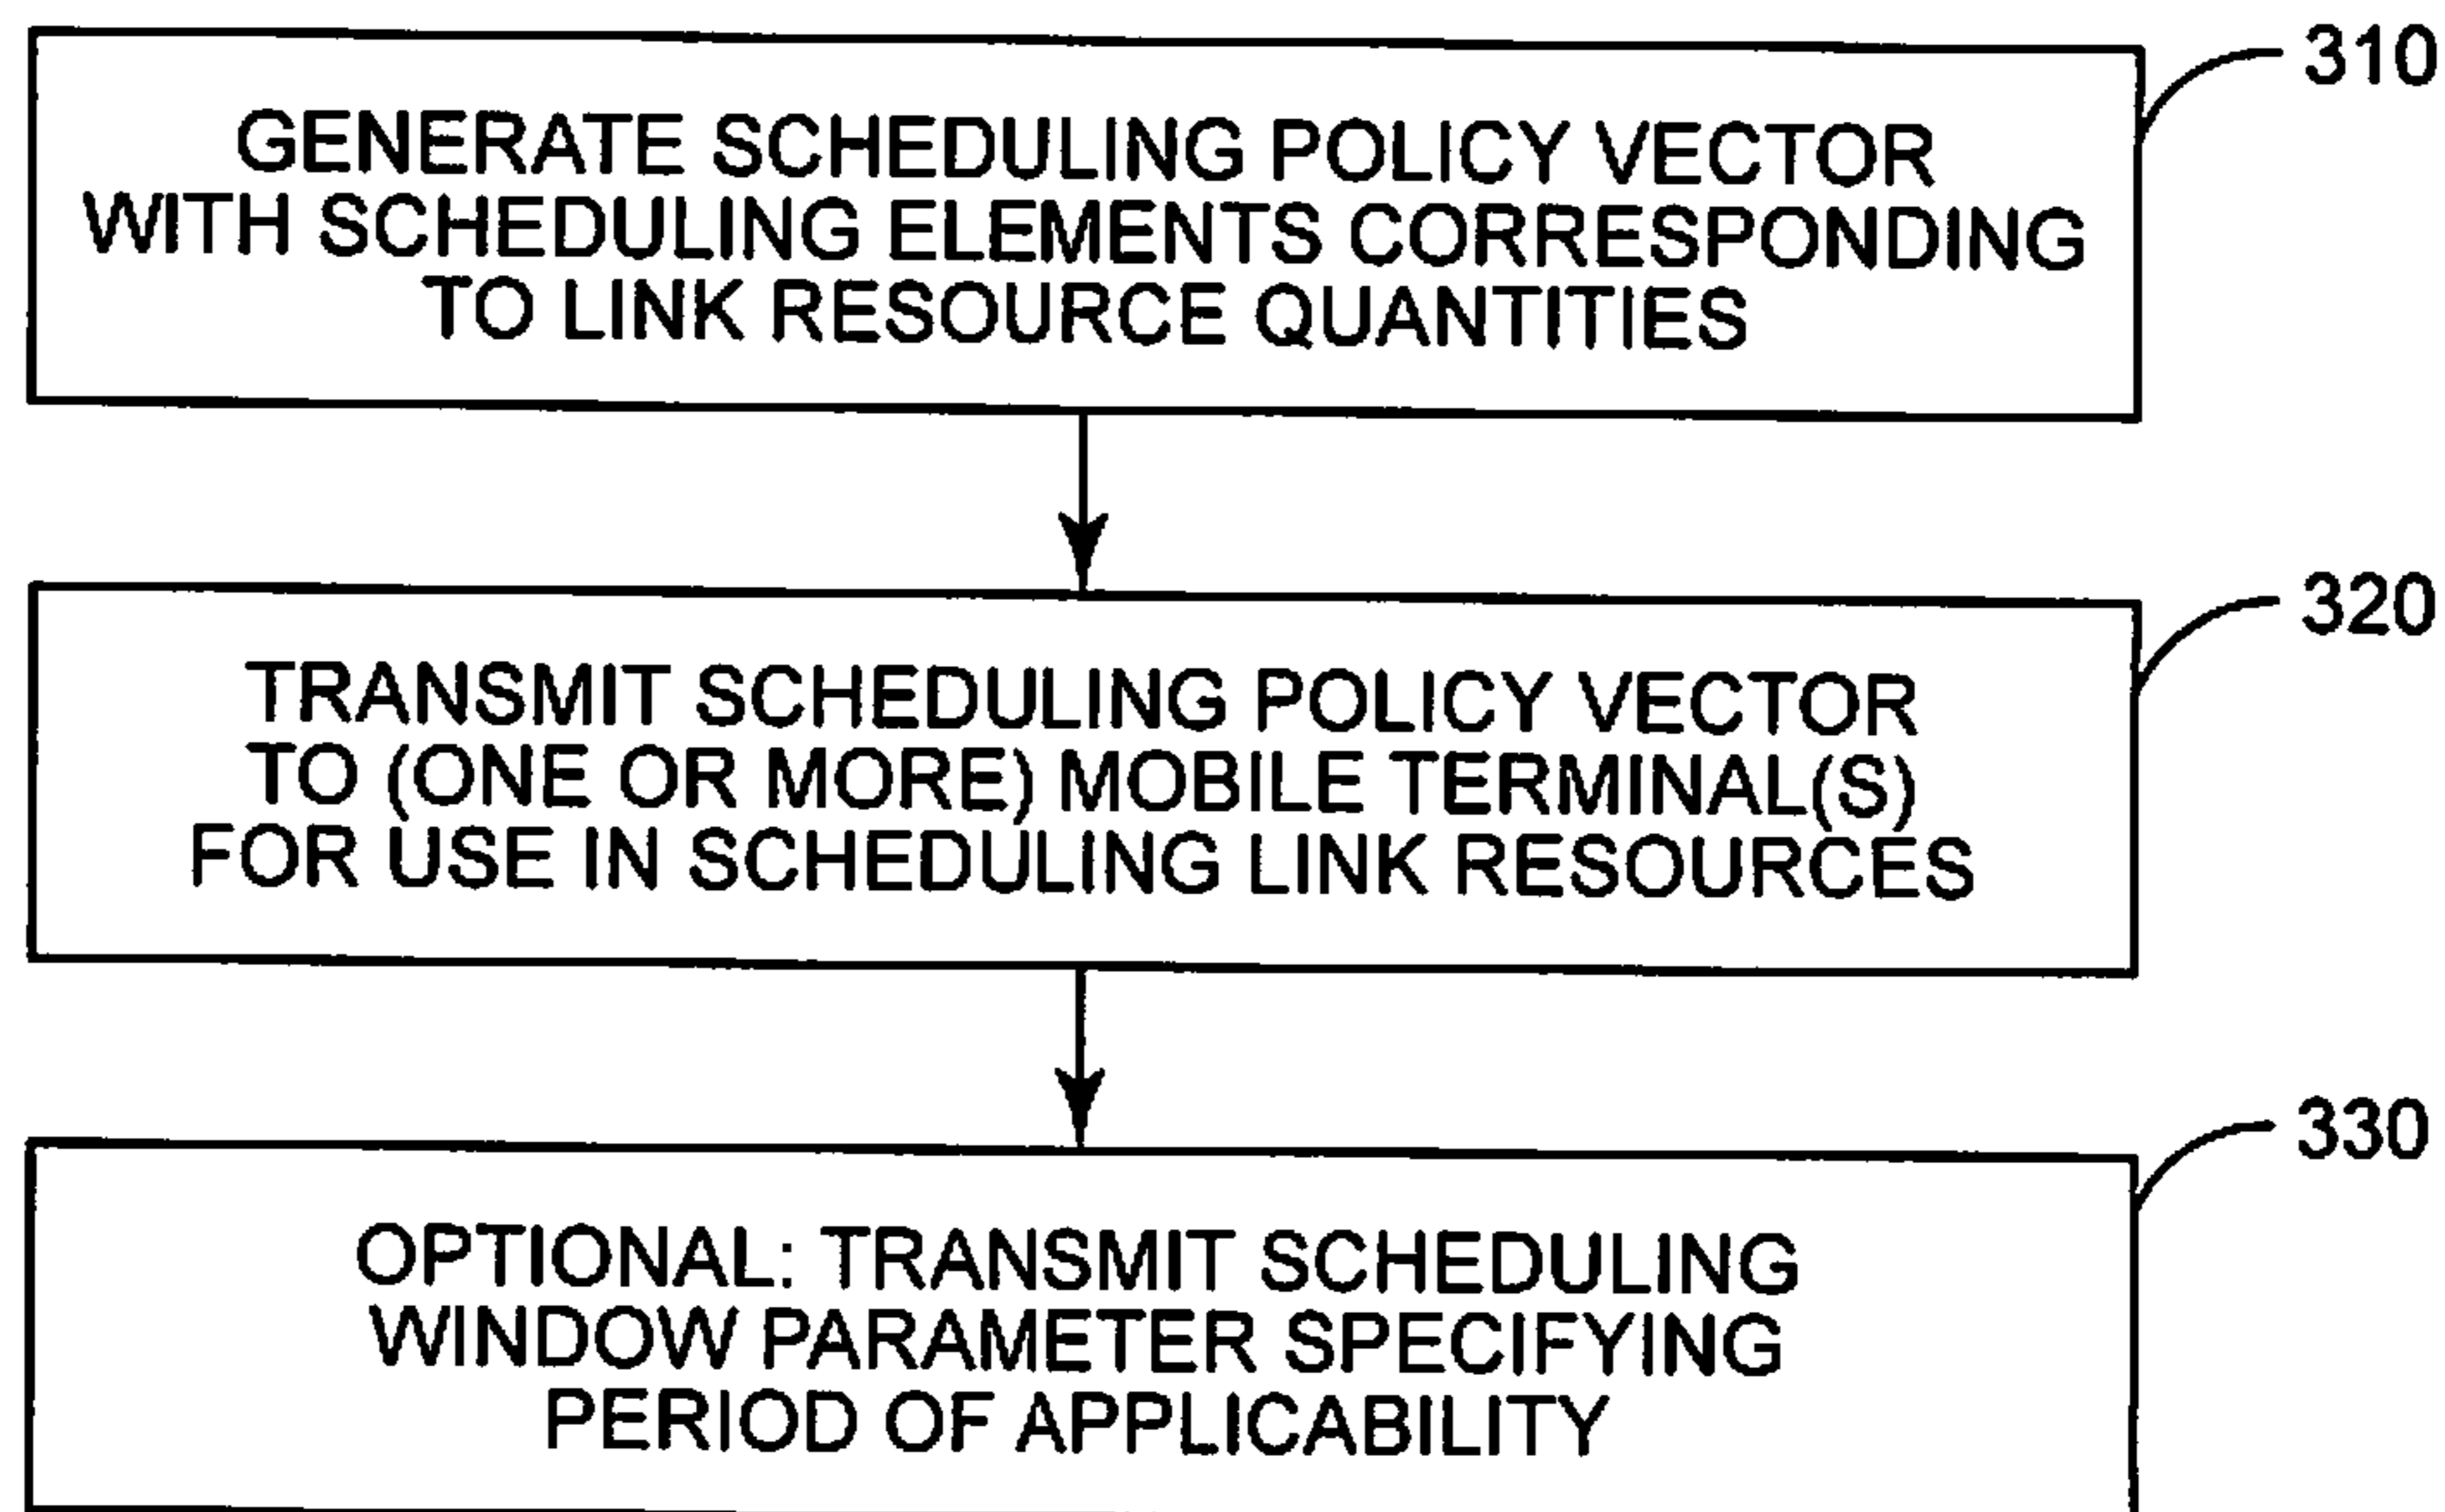 310
GENERATE SCHEDULING POLICY VECTOR
WITH SCHEDULING ELEMENTS CORRESPONDING
TO LINK RESOURCE QUANTITIES
320
TRANSMIT SCHEDULING POLICY VECTOR
TO (ONE OR MORE) MOBILE TERMINAL(S)
FOR USE IN SCHEDULING LINK RESOURCES
330
OPTIONAL: TRANSMIT SCHEDULING
WINDOW PARAMETER SPECIFYING
PERIOD OF APPLICABILITY